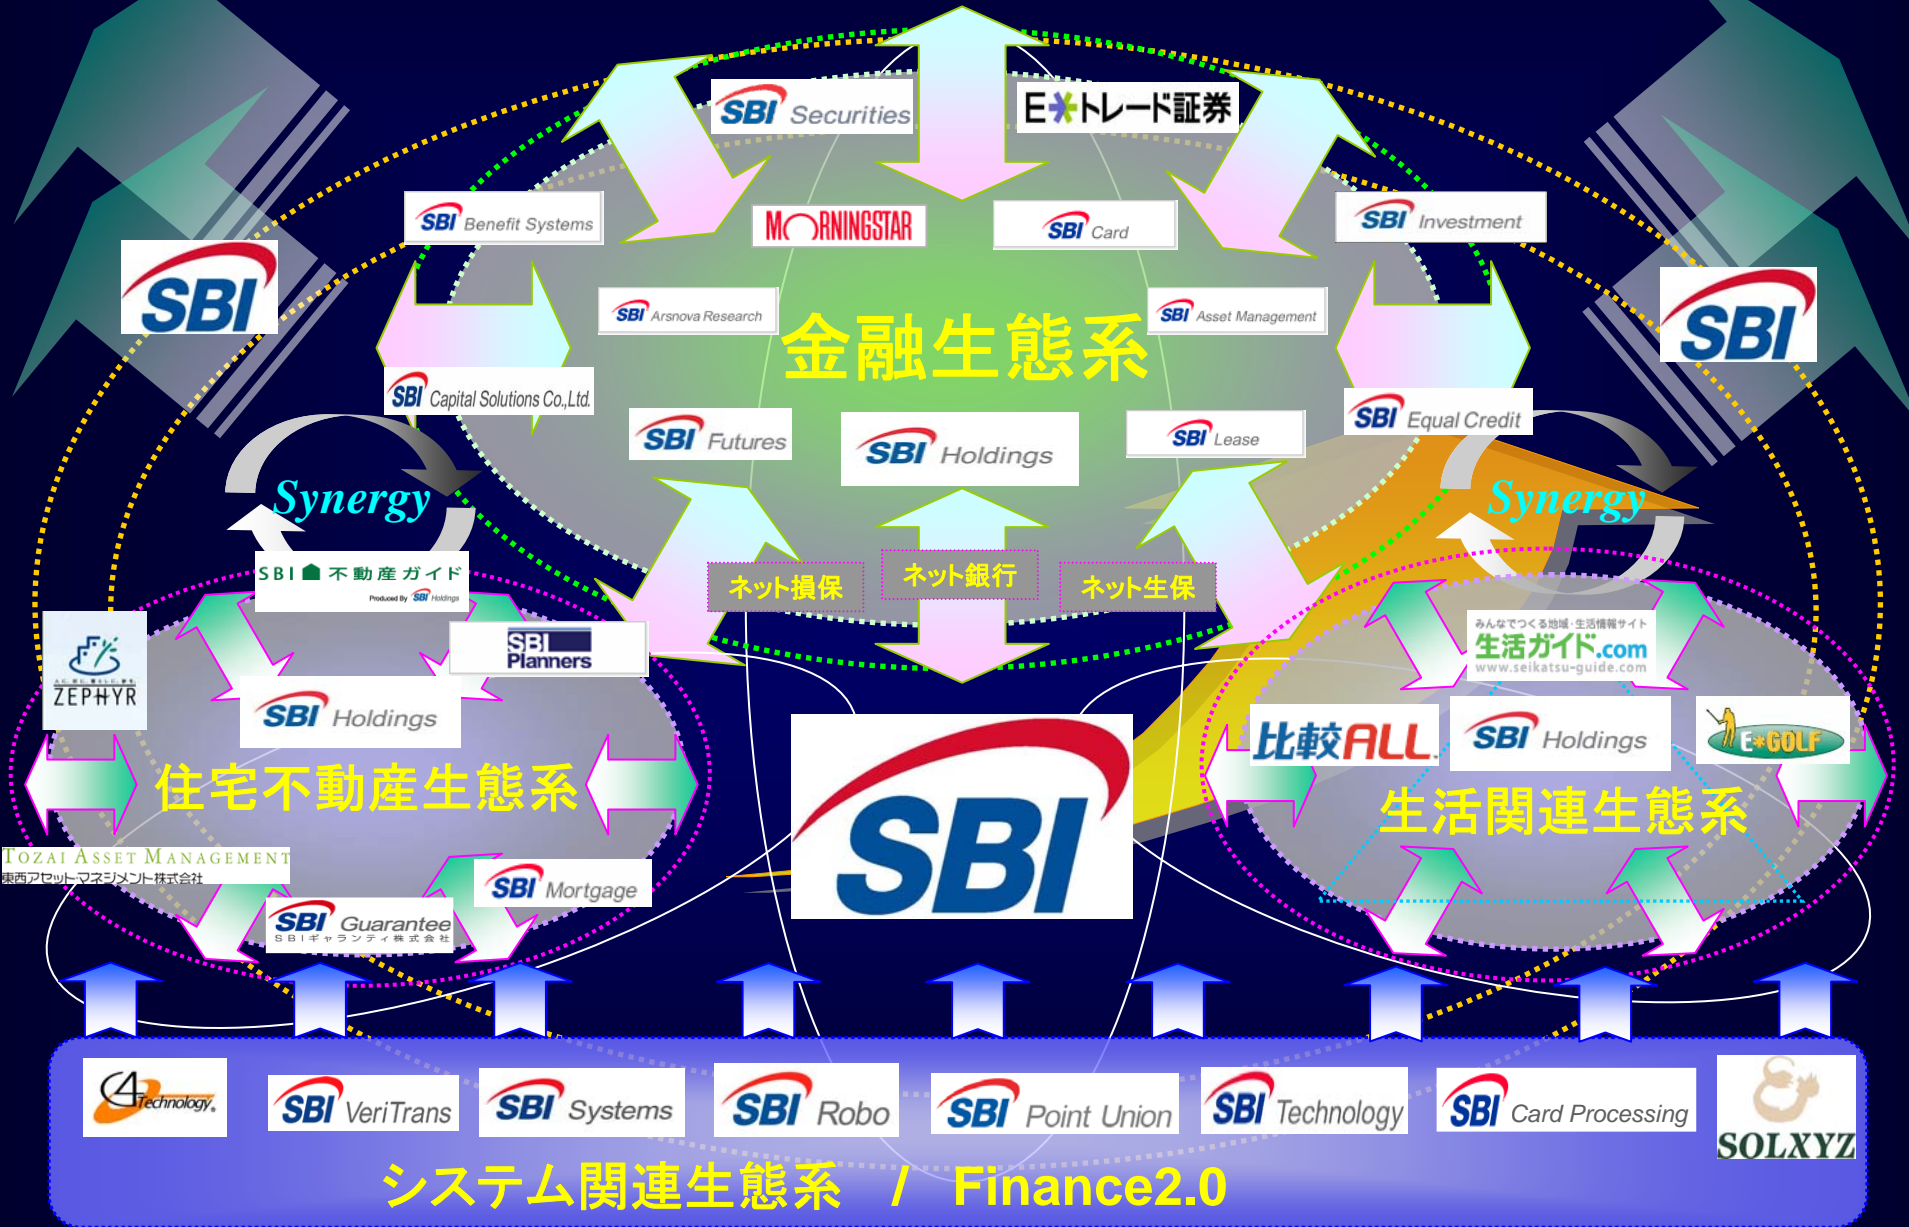 SBI Securities
E*トレード証券
SBI Benefit Systems
MORNINGSTAR
SBI Card
SBI Investment
SBI
SBI
SBI Arsnova Research
SBI Asset Management
金融生態系
SBI Capital Solutions Co.,Ltd.
SBI Futures
SBI Holdings
SBI Lease
SBI Equal Credit
Synergy
Synergy
ネット損保
ネット銀行
ネット生保
SBI 不動産ガイド
Produced By SBI Holdings
ZEPHYR
SBI Planners
SBI Holdings
住宅不動産生態系
TOZAI ASSET MANAGEMENT
東西アセット・マネジメント株式会社
SBI Guarantee
SBIギャランティ株式会社
SBI Mortgage
SBI
みんなでつくる地域・生活情報サイト
生活ガイド.com
www.seikatsu-guide.com
比較ALL
SBI Holdings
E*GOLF
生活関連生態系
C4 Technology
SBI VeriTrans
SBI Systems
SBI Robo
SBI Point Union
SBI Technology
SBI Card Processing
SOLXYZ
システム関連生態系 / Finance2.0